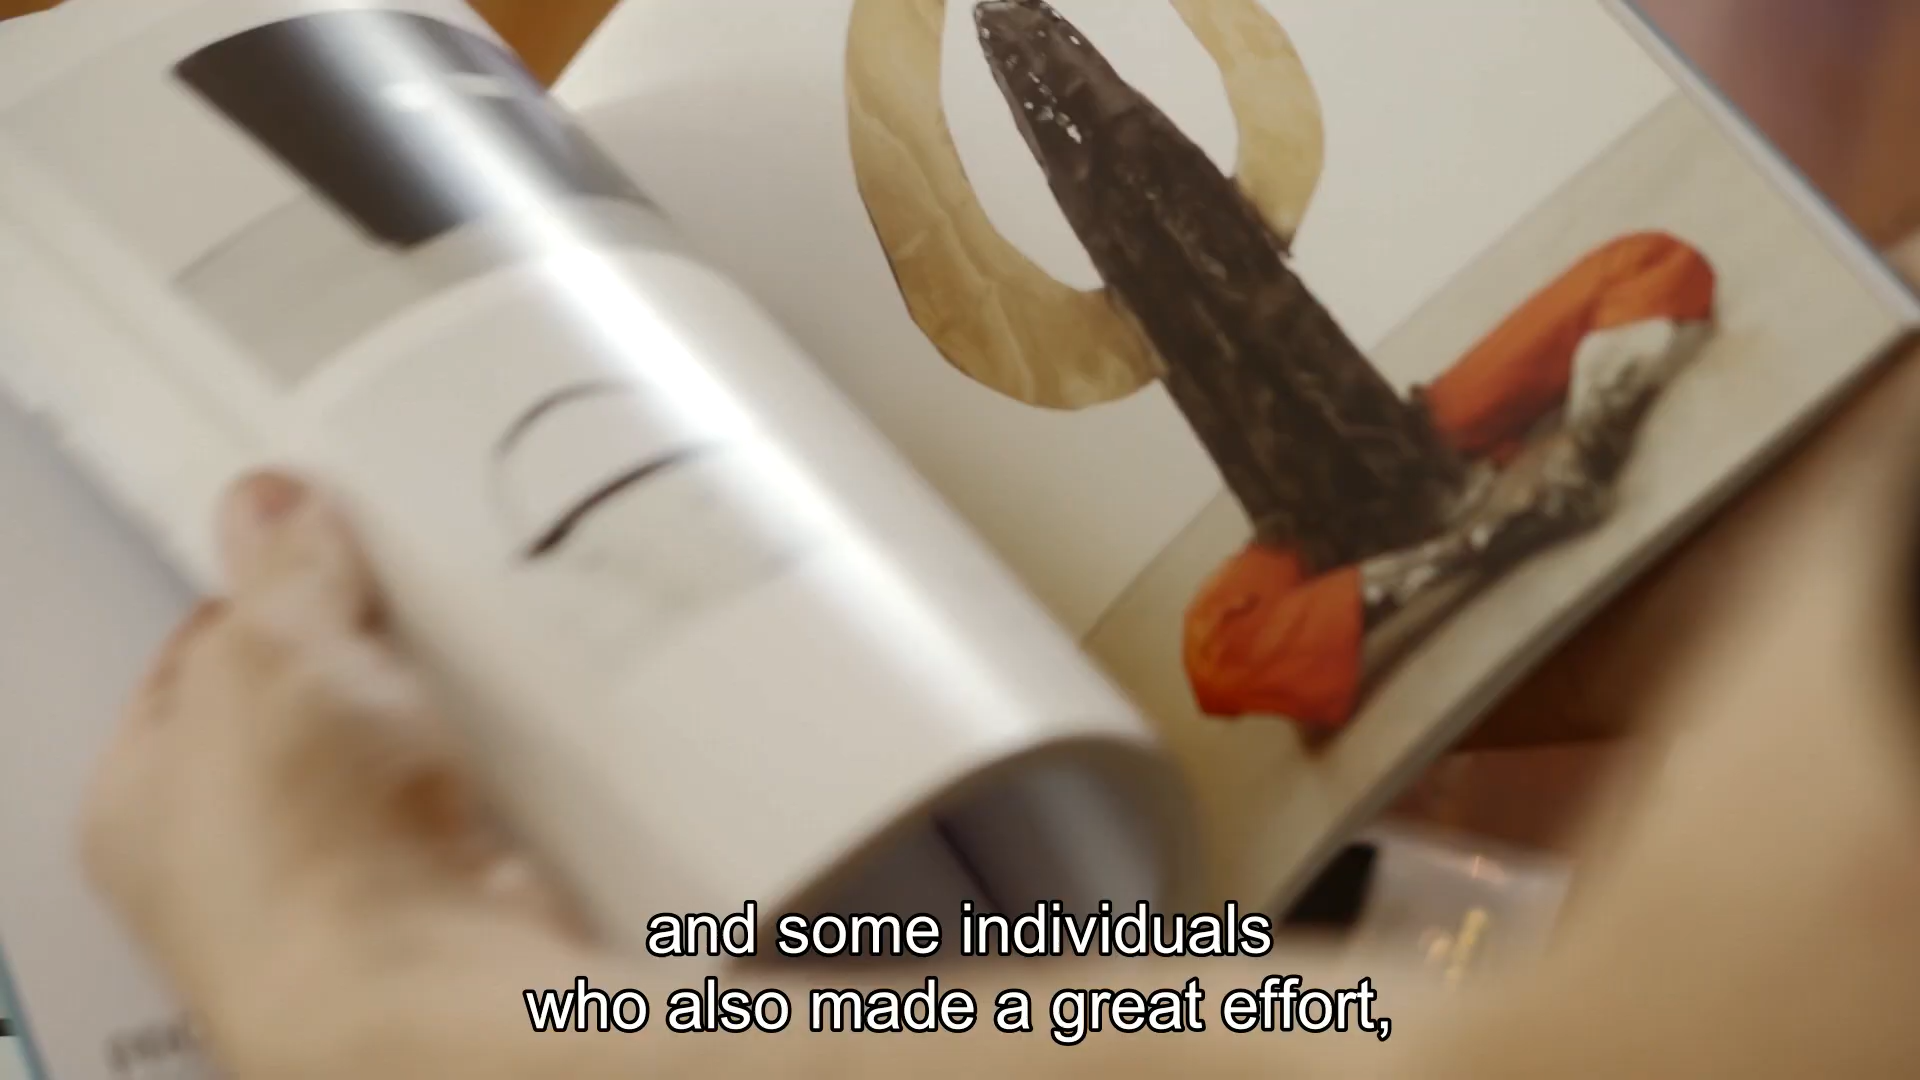 and some individuals
who also made a great effort,